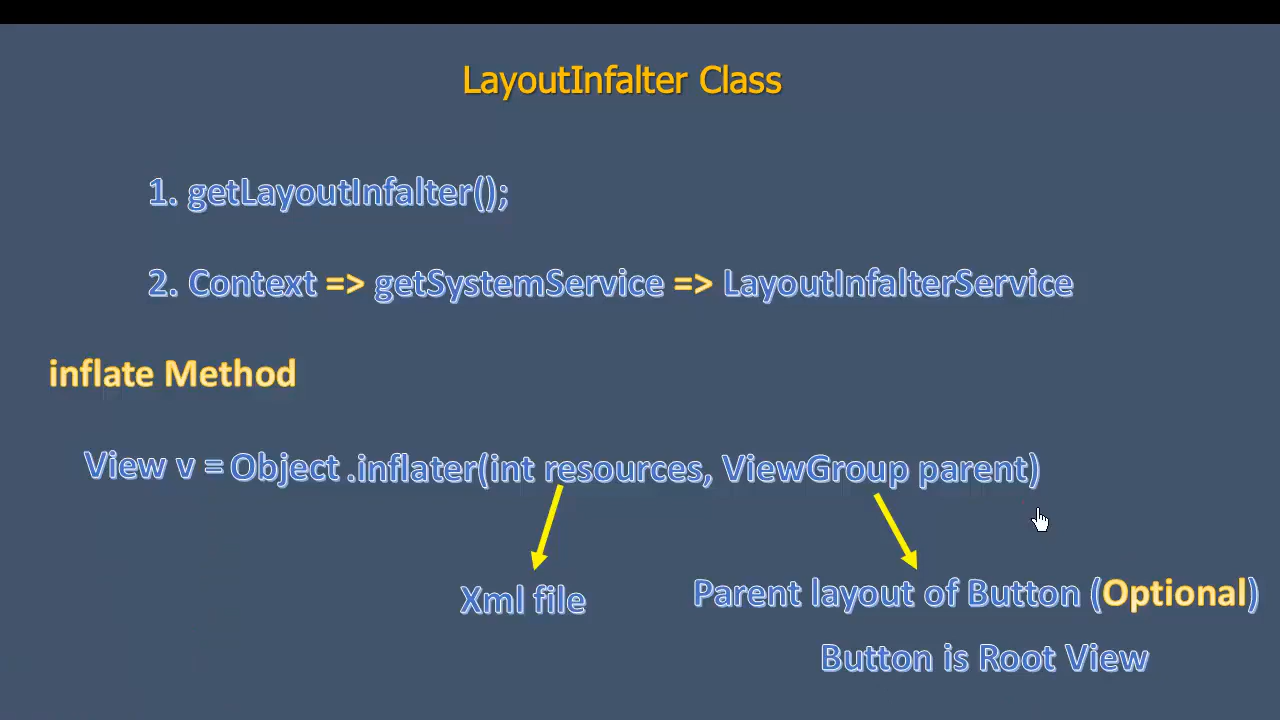 LayoutInfalter Class
1. getLayoutInfalter();
2. Context => getSystemService => LayoutInfalterService
inflate Method
View v = Object .inflater(int resources, ViewGroup parent)
Xml file
Parent layout of Button (Optional)
Button is Root View